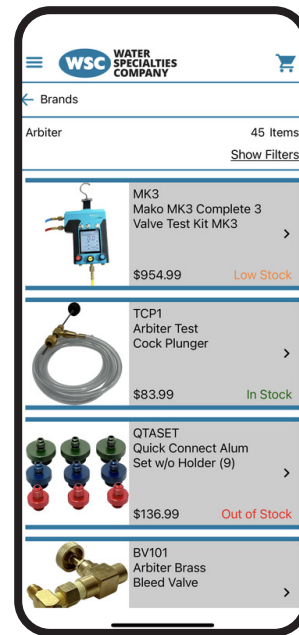 WSC
WATER
SPECIALTIES
COMPANY
Brands
Arbiter 45 Items
Show Filters
MK3
Mako MK3 Complete 3
Valve Test Kit MK3
$954.99 Low Stock
TCP1
Arbiter Test
Cock Plunger
$83.99 In Stock
QTASET
Quick Connect Alum
Set w/o Holder (9)
$136.99 Out of Stock
BV101
Arbiter Brass
Bleed Valve